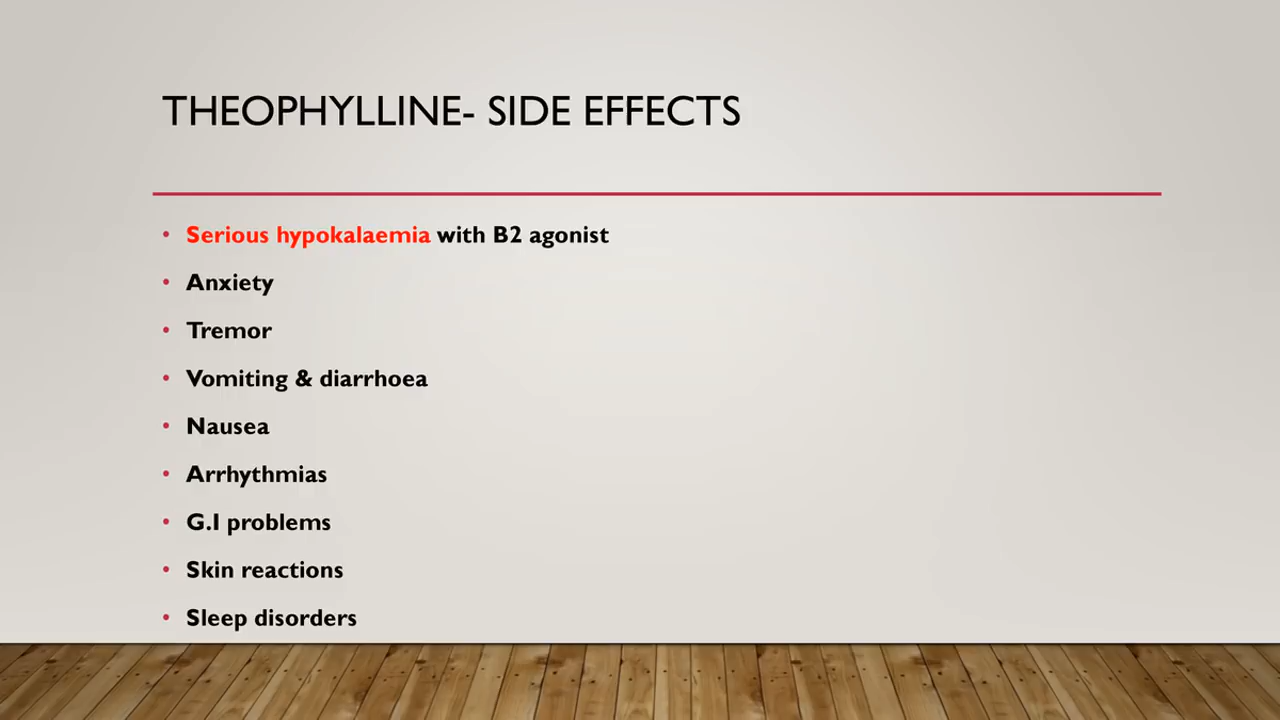 THEOPHYLLINE- SIDE EFFECTS
• Serious hypokalaemia with B2 agonist
• Anxiety
• Tremor
• Vomiting & diarrhoea
• Nausea
• Arrhythmias
• G.I problems
• Skin reactions
• Sleep disorders